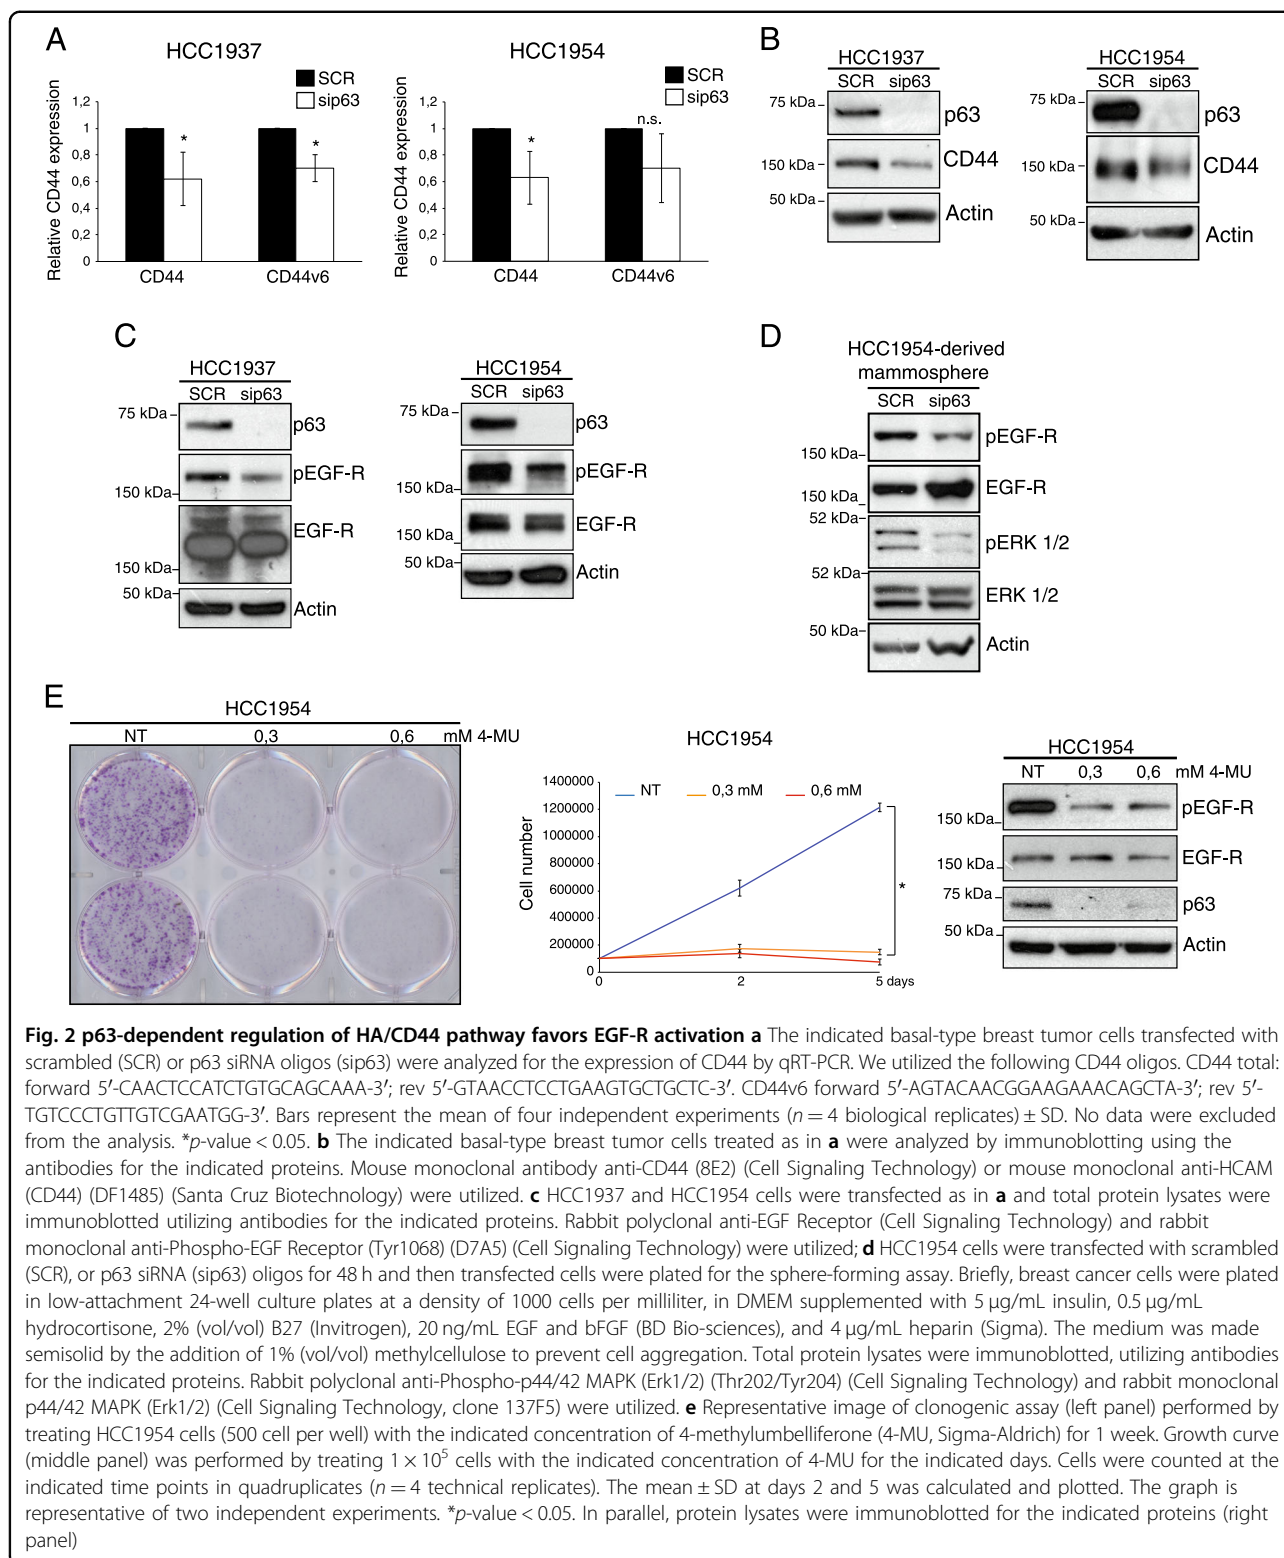 A
HCC1937
SCR
sip63
Relative CD44 expression
1,2
1
0,8
0,6
0,4
0,2
0
*
*
CD44
CD44v6
HCC1954
SCR
sip63
Relative CD44 expression
1,2
1
0,8
0,6
0,4
0,2
0
*
n.s.
CD44
CD44v6
B
HCC1937
SCR sip63
75 kDa
p63
150 kDa
CD44
50 kDa
Actin
HCC1954
SCR sip63
75 kDa
p63
150 kDa
CD44
50 kDa
Actin
C
HCC1937
SCR sip63
75 kDa
p63
pEGF-R
150 kDa
EGF-R
150 kDa
50 kDa
Actin
HCC1954
SCR sip63
75 kDa
p63
pEGF-R
150 kDa
EGF-R
150 kDa
50 kDa
Actin
D
HCC1954-derived
mammosphere
SCR sip63
pEGF-R
150 kDa
EGF-R
150 kDa
52 kDa
pERK 1/2
52 kDa
ERK 1/2
50 kDa
Actin
E
HCC1954
NT 0,3 0,6 mM 4-MU
HCC1954
Cell number
1400000
1200000
1000000
800000
600000
400000
200000
0
NT 0,3 mM 0,6 mM
*
0 2 5 days
HCC1954
NT 0,3 0,6 mM 4-MU
pEGF-R
150 kDa
EGF-R
150 kDa
75 kDa
p63
50 kDa
Actin
Fig. 2 p63-dependent regulation of HA/CD44 pathway favors EGF-R activation a The indicated basal-type breast tumor cells transfected with
scrambled (SCR) or p63 siRNA oligos (sip63) were analyzed for the expression of CD44 by qRT-PCR. We utilized the following CD44 oligos. CD44 total:
forward 5′-CAACTCCATCTGTGCAGCAAA-3′; rev 5′-GTAACCTCCTGAAGTGCTGCTC-3′. CD44v6 forward 5′-AGTACAACGGAAGAAACAGCTA-3′; rev 5′-
TGTCCCTGTTGTCGAATGG-3′. Bars represent the mean of four independent experiments (n = 4 biological replicates) ± SD. No data were excluded
from the analysis. *p-value < 0.05. b The indicated basal-type breast tumor cells treated as in a were analyzed by immunoblotting using the
antibodies for the indicated proteins. Mouse monoclonal antibody anti-CD44 (8E2) (Cell Signaling Technology) or mouse monoclonal anti-HCAM
(CD44) (DF1485) (Santa Cruz Biotechnology) were utilized. c HCC1937 and HCC1954 cells were transfected as in a and total protein lysates were
immunoblotted utilizing antibodies for the indicated proteins. Rabbit polyclonal anti-EGF Receptor (Cell Signaling Technology) and rabbit
monoclonal anti-Phospho-EGF Receptor (Tyr1068) (D7A5) (Cell Signaling Technology) were utilized; d HCC1954 cells were transfected with scrambled
(SCR), or p63 siRNA (sip63) oligos for 48 h and then transfected cells were plated for the sphere-forming assay. Briefly, breast cancer cells were plated
in low-attachment 24-well culture plates at a density of 1000 cells per milliliter, in DMEM supplemented with 5 μg/mL insulin, 0.5 μg/mL
hydrocortisone, 2% (vol/vol) B27 (Invitrogen), 20 ng/mL EGF and bFGF (BD Bio-sciences), and 4 μg/mL heparin (Sigma). The medium was made
semisolid by the addition of 1% (vol/vol) methylcellulose to prevent cell aggregation. Total protein lysates were immunoblotted, utilizing antibodies
for the indicated proteins. Rabbit polyclonal anti-Phospho-p44/42 MAPK (Erk1/2) (Thr202/Tyr204) (Cell Signaling Technology) and rabbit monoclonal
p44/42 MAPK (Erk1/2) (Cell Signaling Technology, clone 137F5) were utilized. e Representative image of clonogenic assay (left panel) performed by
treating HCC1954 cells (500 cell per well) with the indicated concentration of 4-methylumbelliferone (4-MU, Sigma-Aldrich) for 1 week. Growth curve
(middle panel) was performed by treating 1 × 10⁵ cells with the indicated concentration of 4-MU for the indicated days. Cells were counted at the
indicated time points in quadruplicates (n = 4 technical replicates). The mean ± SD at days 2 and 5 was calculated and plotted. The graph is
representative of two independent experiments. *p-value < 0.05. In parallel, protein lysates were immunoblotted for the indicated proteins (right
panel)